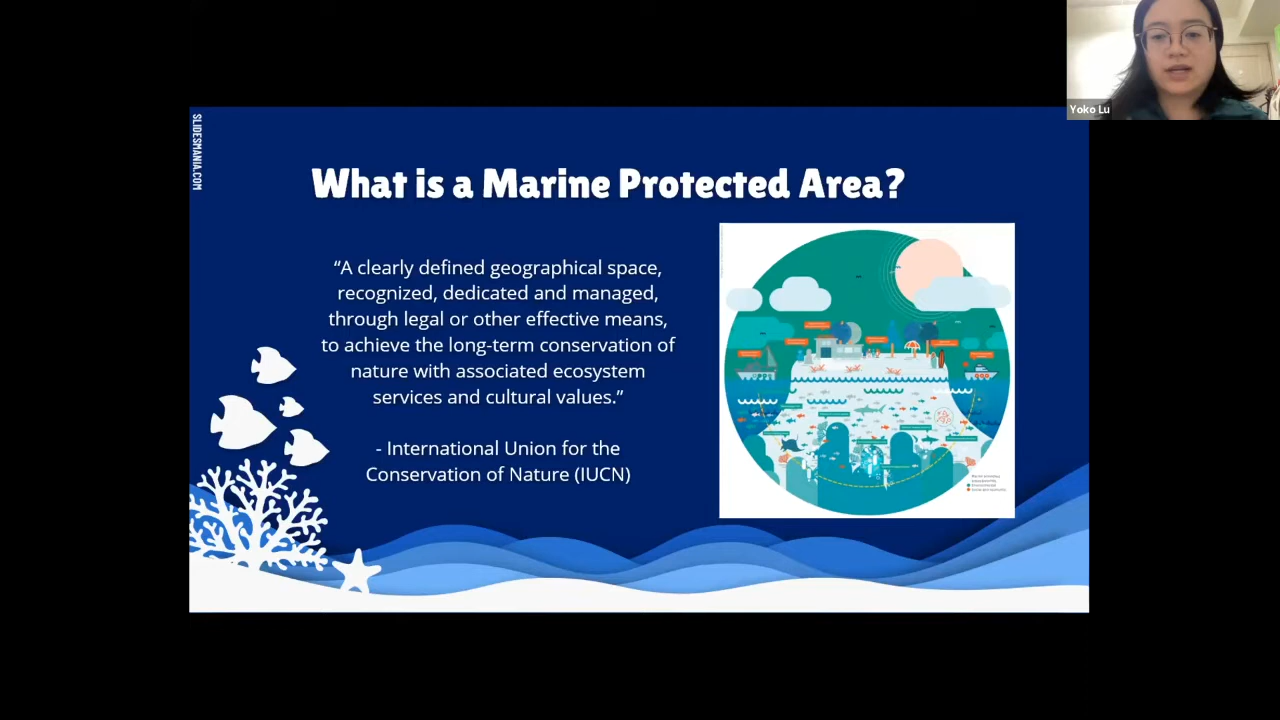 Yoko Lu
SLIDESMANIA.COM
What is a Marine Protected Area?
“A clearly defined geographical space,
recognized, dedicated and managed,
through legal or other effective means,
to achieve the long-term conservation of
nature with associated ecosystem
services and cultural values.”
- International Union for the
Conservation of Nature (IUCN)